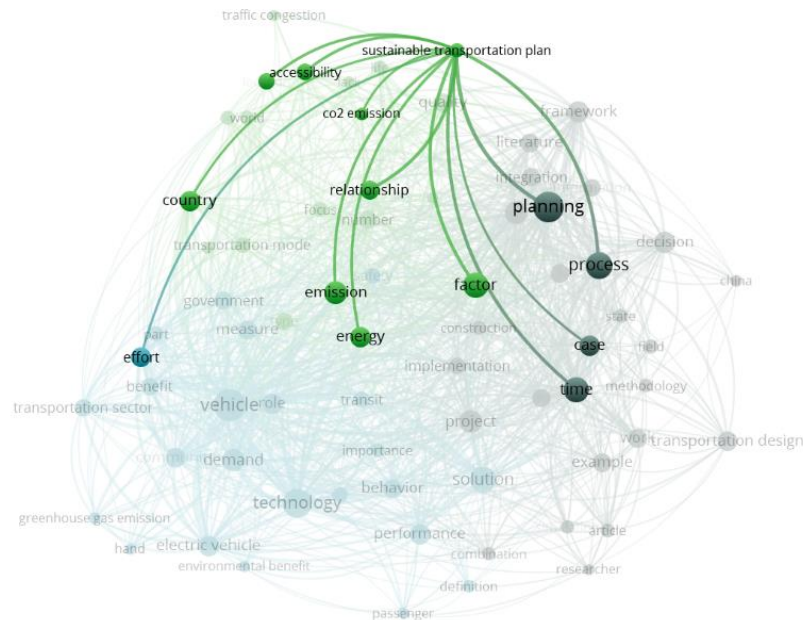 traffic congestion
sustainable transportation plan
accessibility
co2 emission
quality
world
framework
literature
integration
relationship
country
planning
focus
number
transportation mode
decision
process
emission
factor
china
government
measure
construction
state
part
energy
case
field
effort
implementation
benefit
methodology
time
transportation sector
vehicle
role
transit
project
work
transportation design
demand
importance
example
technology
behavior
solution
greenhouse gas emission
hand
electric vehicle
performance
article
environmental benefit
combination
researcher
definition
passenger